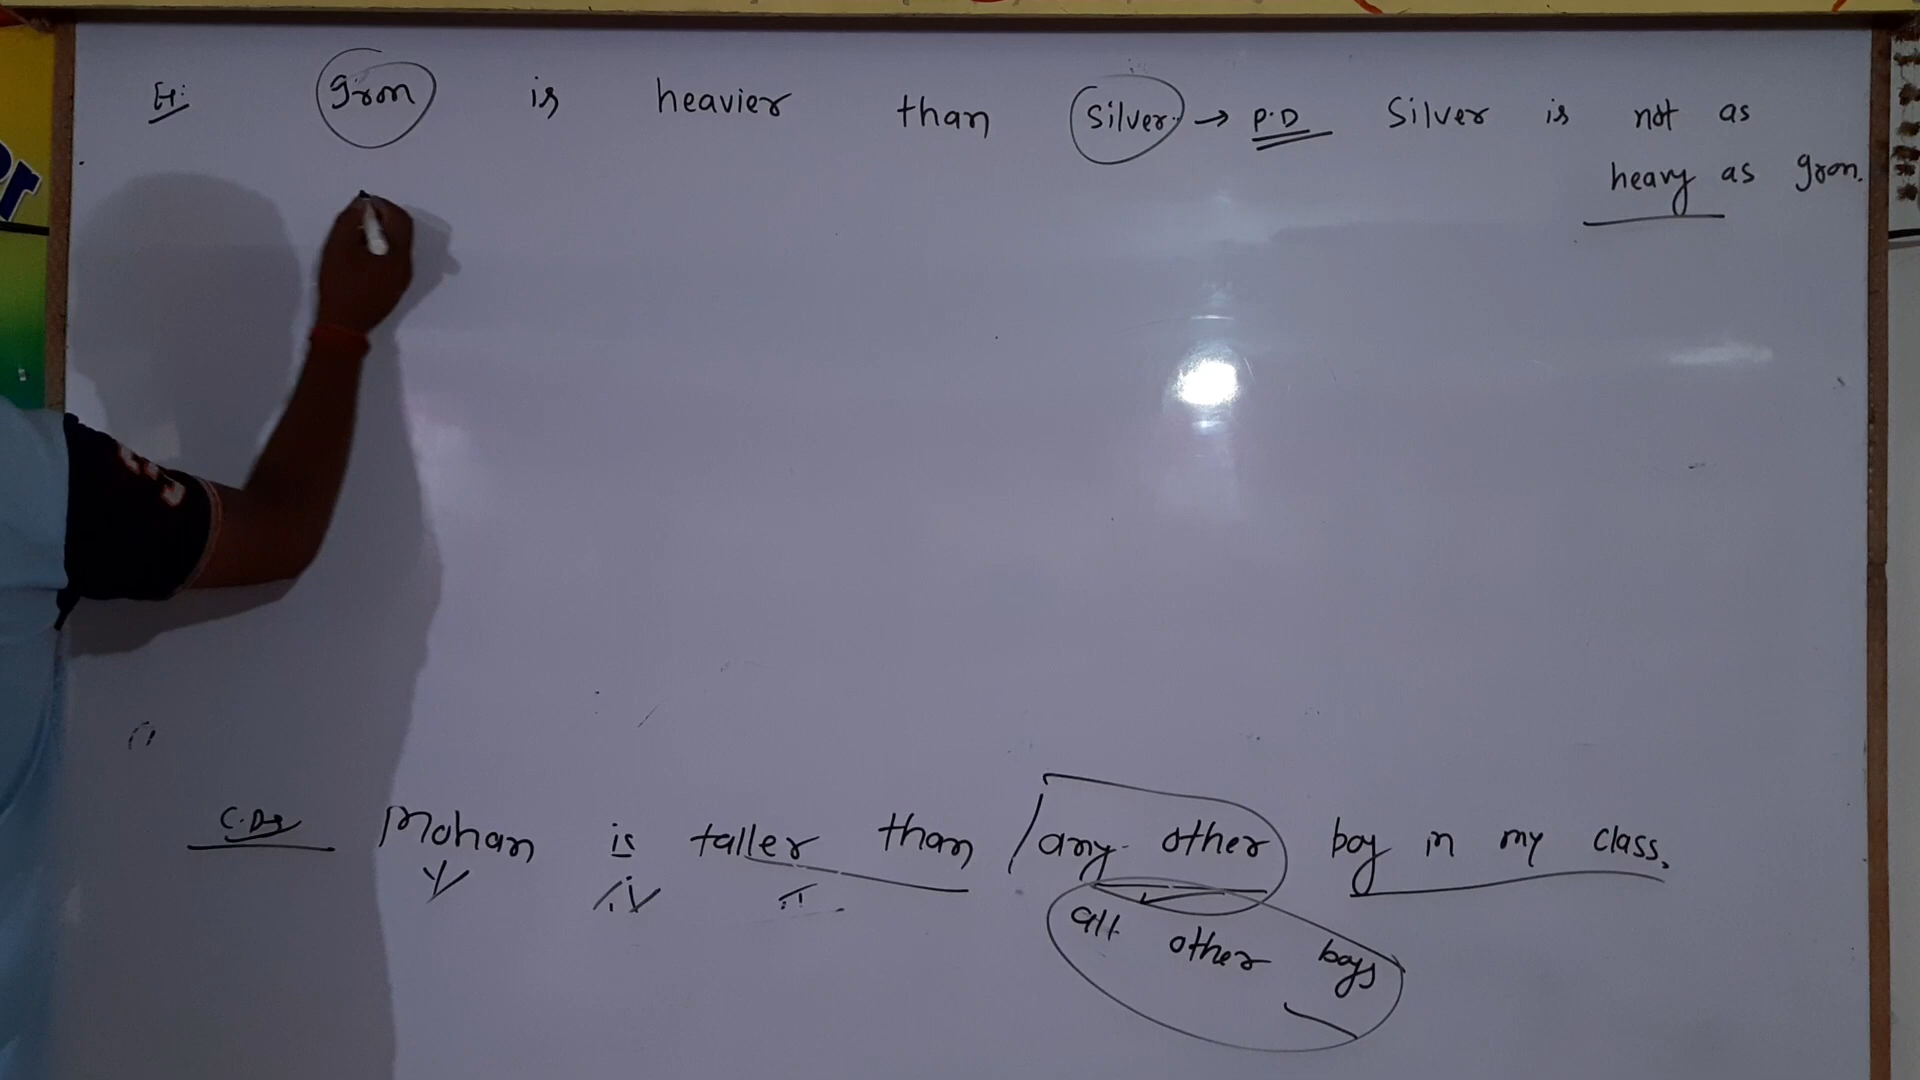 Ex: Iron is heavier than Silver. → P.D Silver is not as
heavy as Iron.
C.D⇒ Mohan is taller than / any other boy in my class.
all other boys